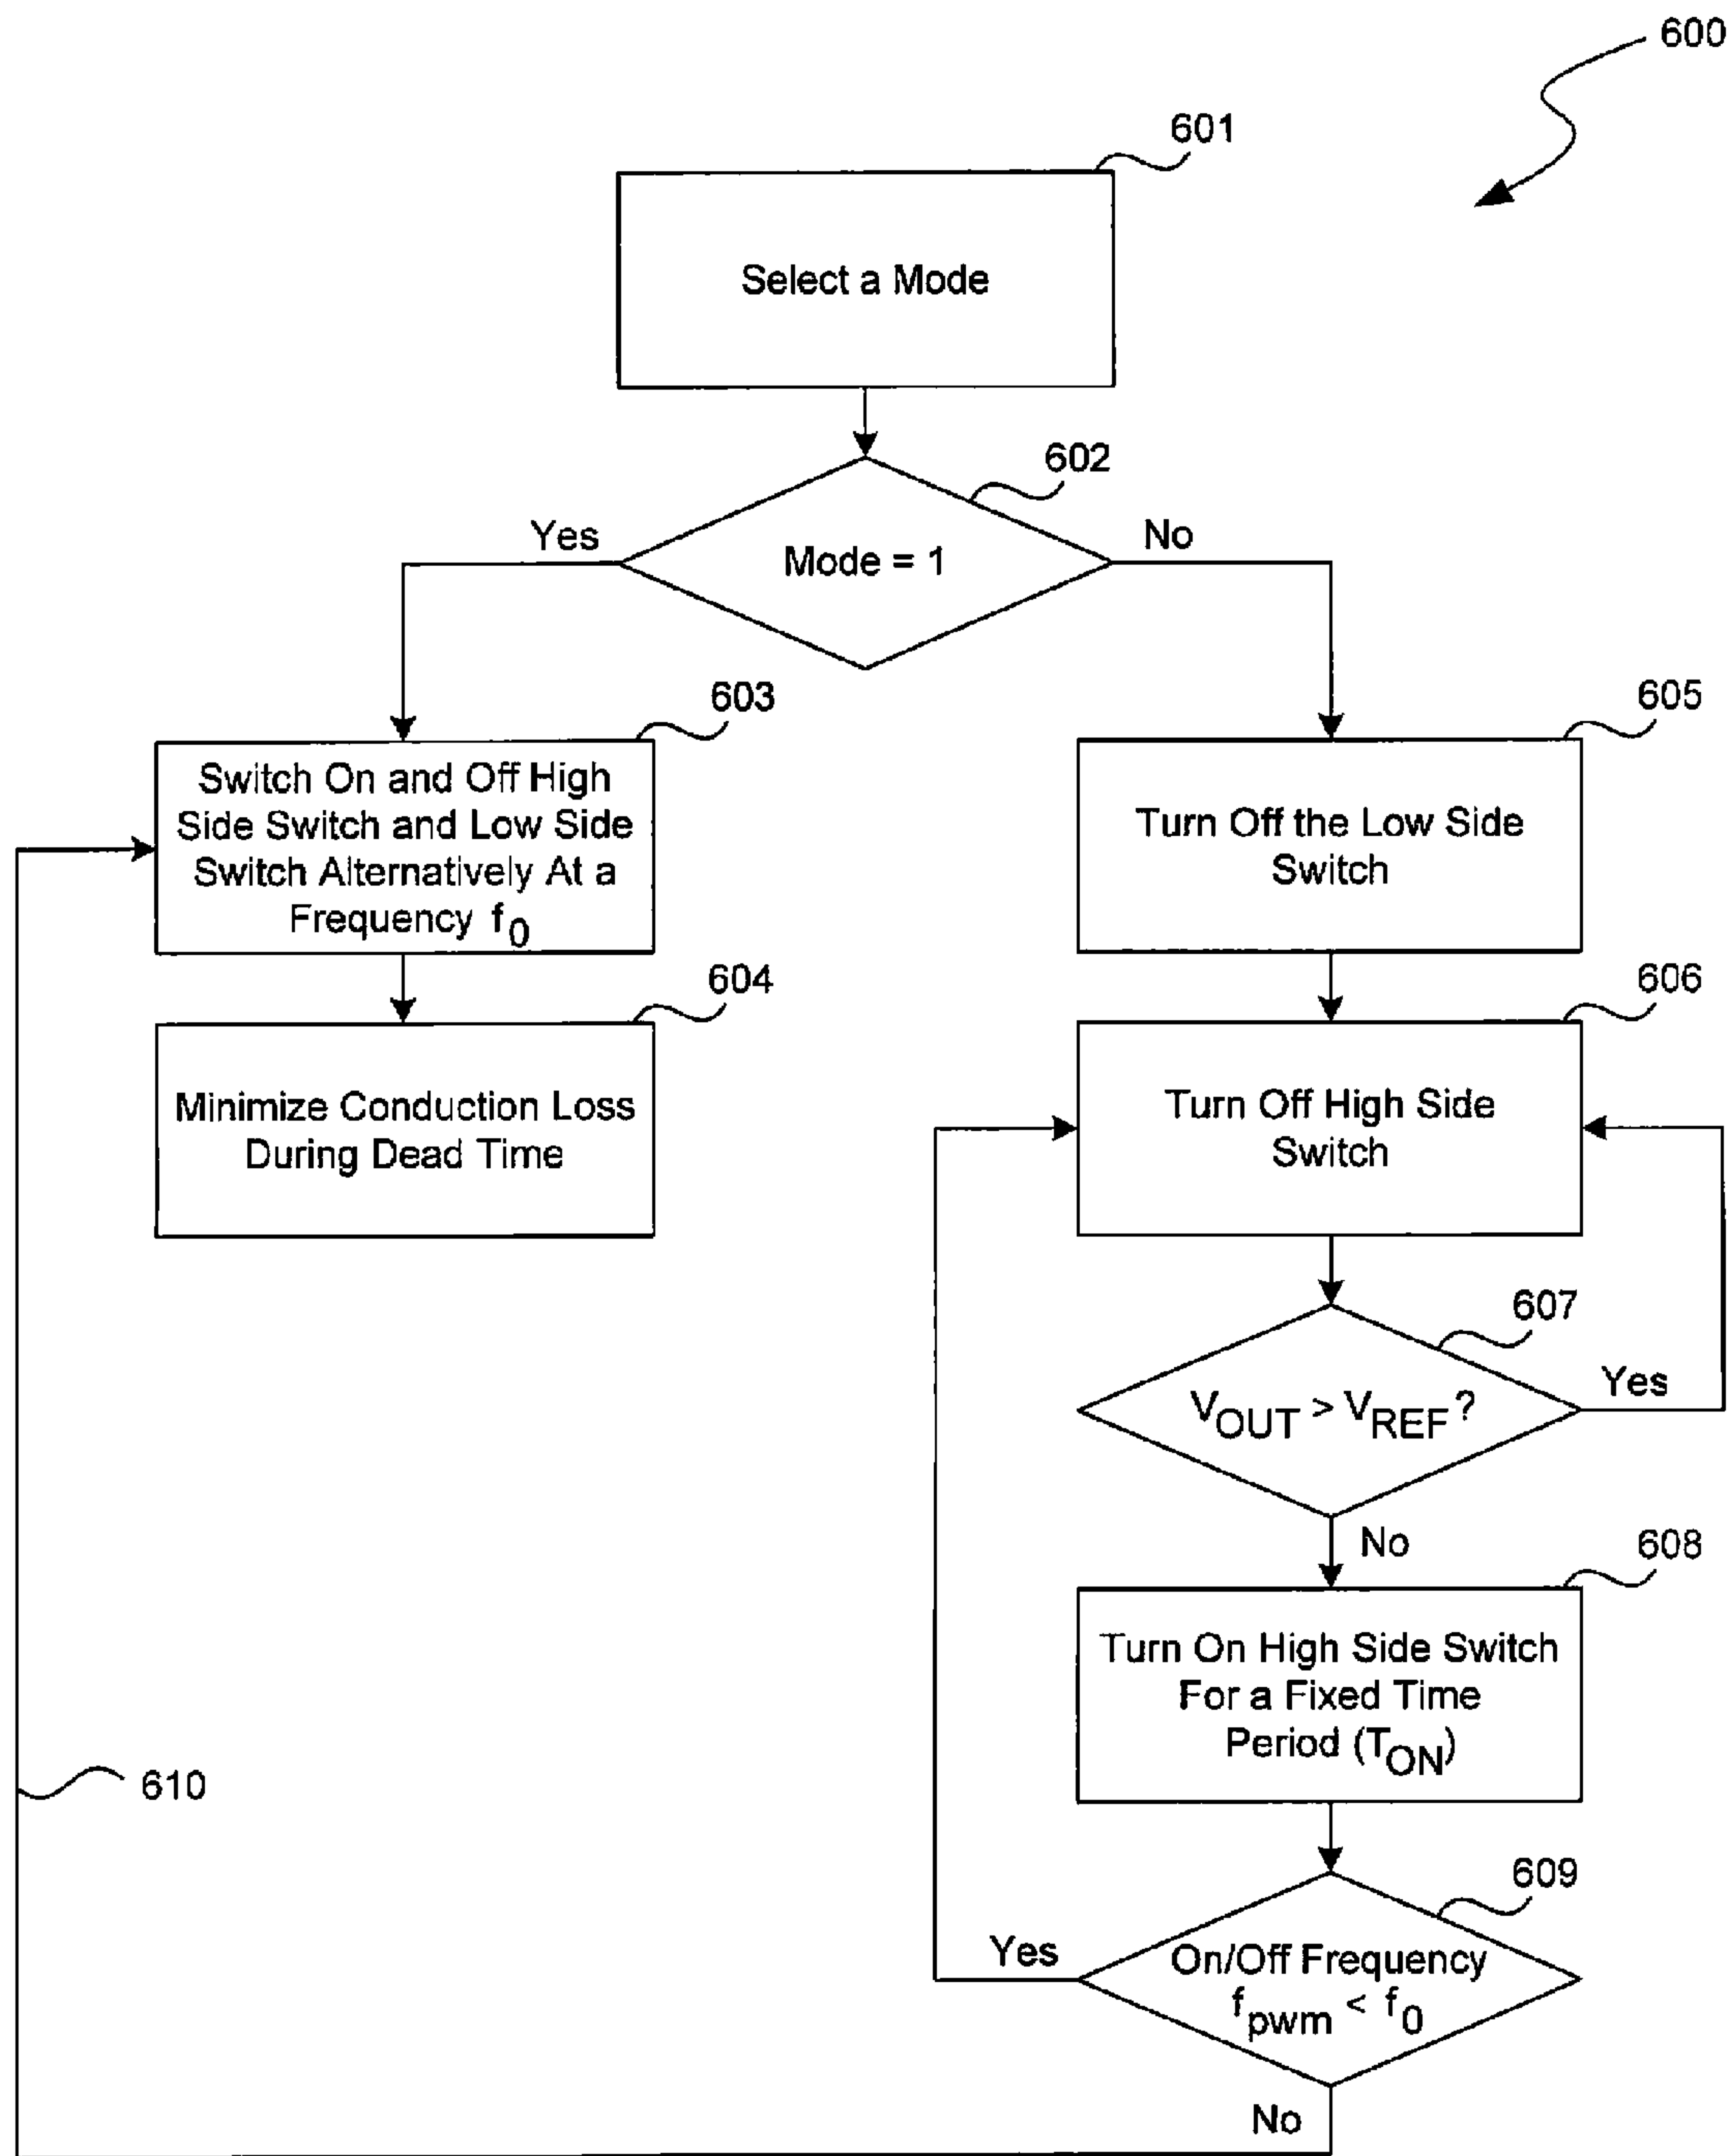 600
601
Select a Mode
602
Yes
No
Mode = 1
603
605
Switch On and Off High
Side Switch and Low Side
Switch Alternatively At a
Frequency f0
Turn Off the Low Side
Switch
604
606
Minimize Conduction Loss
During Dead Time
Turn Off High Side
Switch
607
VOUT > VREF?
Yes
No
608
Turn On High Side Switch
For a Fixed Time
Period (TON)
610
609
Yes
On/Off Frequency
fpwm < f0
No